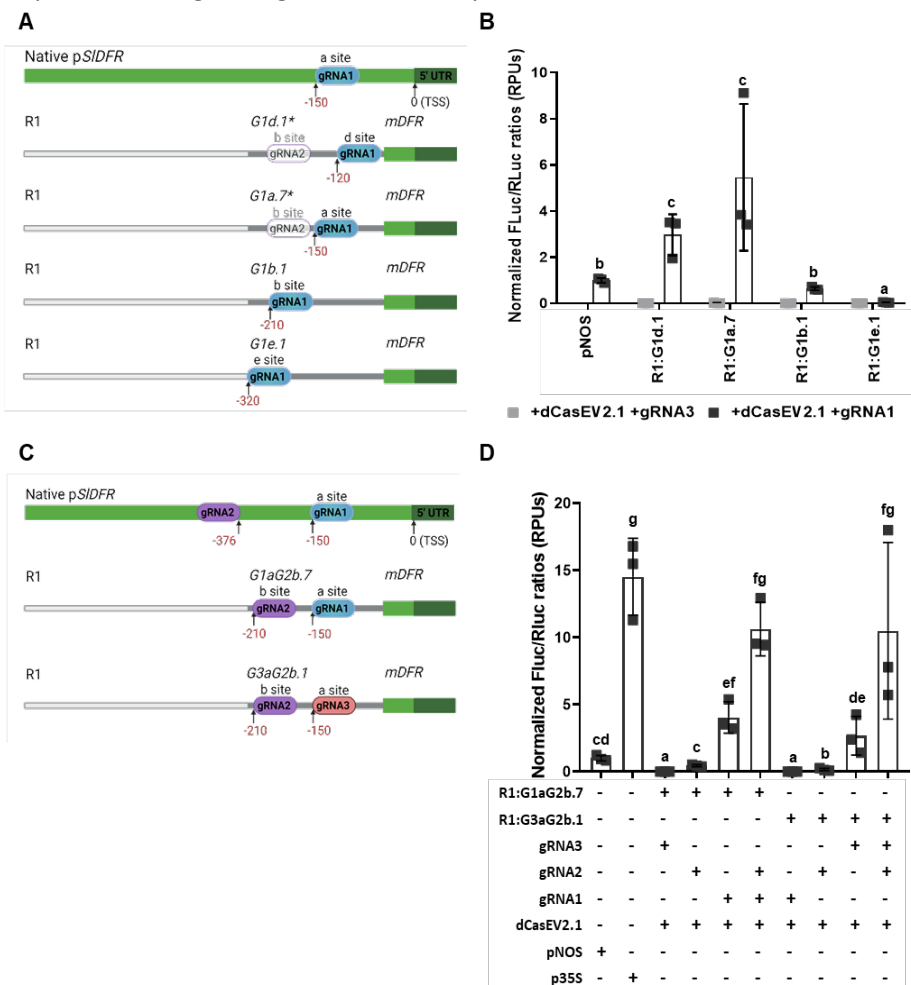 A
Native pSlDFR
a site
gRNA1
5' UTR
-150
0 (TSS)
R1
G1d.1*
mDFR
b site
d site
gRNA2
gRNA1
-120
R1
G1a.7*
mDFR
b site
a site
gRNA2
gRNA1
-150
R1
G1b.1
mDFR
b site
gRNA1
-210
R1
G1e.1
mDFR
e site
gRNA1
-320
B
Normalized FLuc/RLuc ratios (RPUs)
10
8
6
4
2
0
b
c
c
b
a
pNOS
R1:G1d.1
R1:G1a.7
R1:G1b.1
R1:G1e.1
+dCasEV2.1 +gRNA3
+dCasEV2.1 +gRNA1
C
Native pSlDFR
a site
gRNA2
gRNA1
5' UTR
-376
-150
0 (TSS)
R1
G1aG2b.7
mDFR
b site
a site
gRNA2
gRNA1
-210
-150
R1
G3aG2b.1
mDFR
b site
a site
gRNA2
gRNA3
-210
-150
D
Normalized Fluc/Rluc ratios (RPUs)
20
15
10
5
0
cd
g
a
c
ef
fg
a
b
de
fg
R1:G1aG2b.7 - - + + + + - - - -
R1:G3aG2b.1 - - - - - - + + + +
gRNA3 - - + - - - - - + +
gRNA2 - - - + - + - + - +
gRNA1 - - - - + + + - - -
dCasEV2.1 - - + + + + + + + +
pNOS + - - - - - - - - -
p35S - + - - - - - - - -